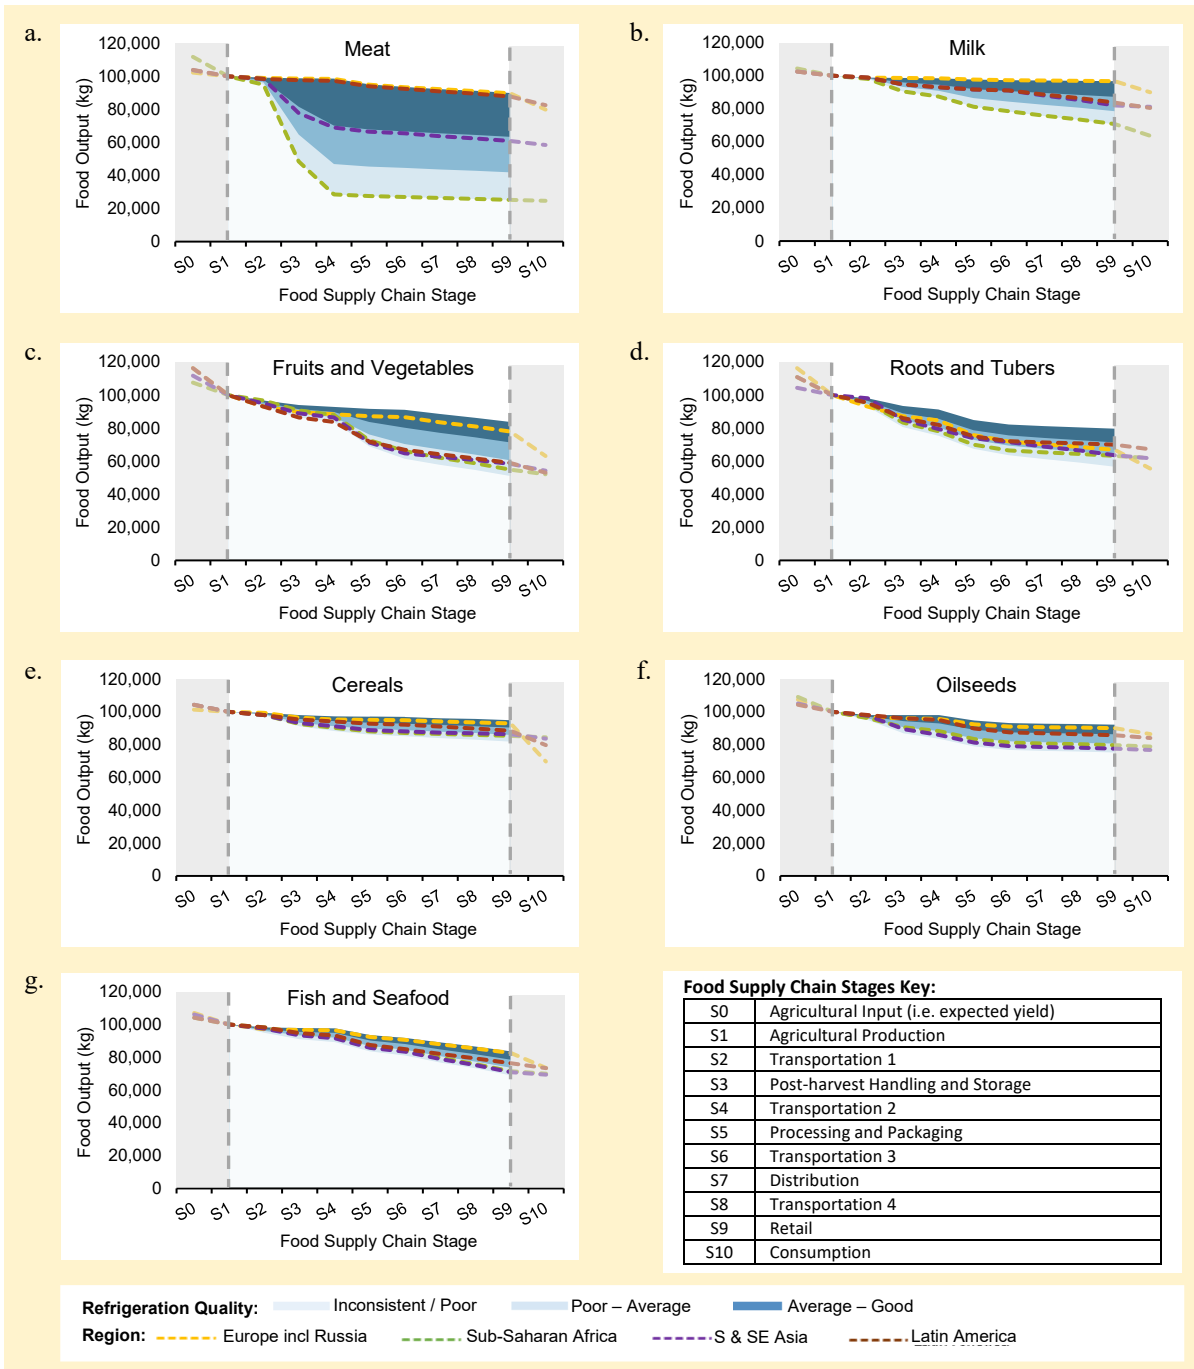 a.
Meat
120,000
100,000
80,000
60,000
40,000
20,000
0
Food Output (kg)
S0 S1 S2 S3 S4 S5 S6 S7 S8 S9 S10
Food Supply Chain Stage
b.
Milk
120,000
100,000
80,000
60,000
40,000
20,000
0
Food Output (kg)
S0 S1 S2 S3 S4 S5 S6 S7 S8 S9 S10
Food Supply Chain Stage
c.
Fruits and Vegetables
120,000
100,000
80,000
60,000
40,000
20,000
0
Food Output (kg)
S0 S1 S2 S3 S4 S5 S6 S7 S8 S9 S10
Food Supply Chain Stage
d.
Roots and Tubers
120,000
100,000
80,000
60,000
40,000
20,000
0
Food Output (kg)
S0 S1 S2 S3 S4 S5 S6 S7 S8 S9 S10
Food Supply Chain Stage
e.
Cereals
120,000
100,000
80,000
60,000
40,000
20,000
0
Food Output (kg)
S0 S1 S2 S3 S4 S5 S6 S7 S8 S9 S10
Food Supply Chain Stage
f.
Oilseeds
120,000
100,000
80,000
60,000
40,000
20,000
0
Food Output (kg)
S0 S1 S2 S3 S4 S5 S6 S7 S8 S9 S10
Food Supply Chain Stage
g.
Fish and Seafood
120,000
100,000
80,000
60,000
40,000
20,000
0
Food Output (kg)
S0 S1 S2 S3 S4 S5 S6 S7 S8 S9 S10
Food Supply Chain Stage
Food Supply Chain Stages Key:
S0 Agricultural Input (i.e. expected yield)
S1 Agricultural Production
S2 Transportation 1
S3 Post-harvest Handling and Storage
S4 Transportation 2
S5 Processing and Packaging
S6 Transportation 3
S7 Distribution
S8 Transportation 4
S9 Retail
S10 Consumption
Refrigeration Quality: Inconsistent / Poor Poor – Average Average – Good
Region: Europe incl Russia Sub-Saharan Africa S & SE Asia Latin America